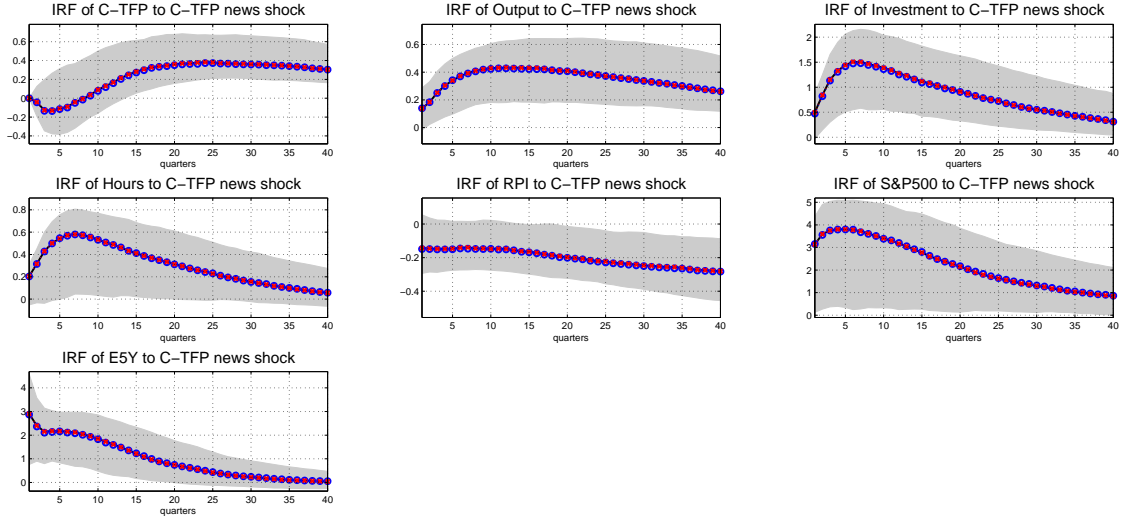 IRF of C−TFP to C−TFP news shock
0.6
0.4
0.2
0
−0.2
−0.4
5 10 15 20 25 30 35 40
quarters
IRF of Output to C−TFP news shock
0.6
0.4
0.2
0
5 10 15 20 25 30 35 40
quarters
IRF of Investment to C−TFP news shock
2
1.5
1
0.5
0
5 10 15 20 25 30 35 40
quarters
IRF of Hours to C−TFP news shock
0.8
0.6
0.4
0.2
0
5 10 15 20 25 30 35 40
quarters
IRF of RPI to C−TFP news shock
0
−0.2
−0.4
5 10 15 20 25 30 35 40
quarters
IRF of S&P500 to C−TFP news shock
5
4
3
2
1
0
5 10 15 20 25 30 35 40
quarters
IRF of E5Y to C−TFP news shock
4
3
2
1
0
5 10 15 20 25 30 35 40
quarters